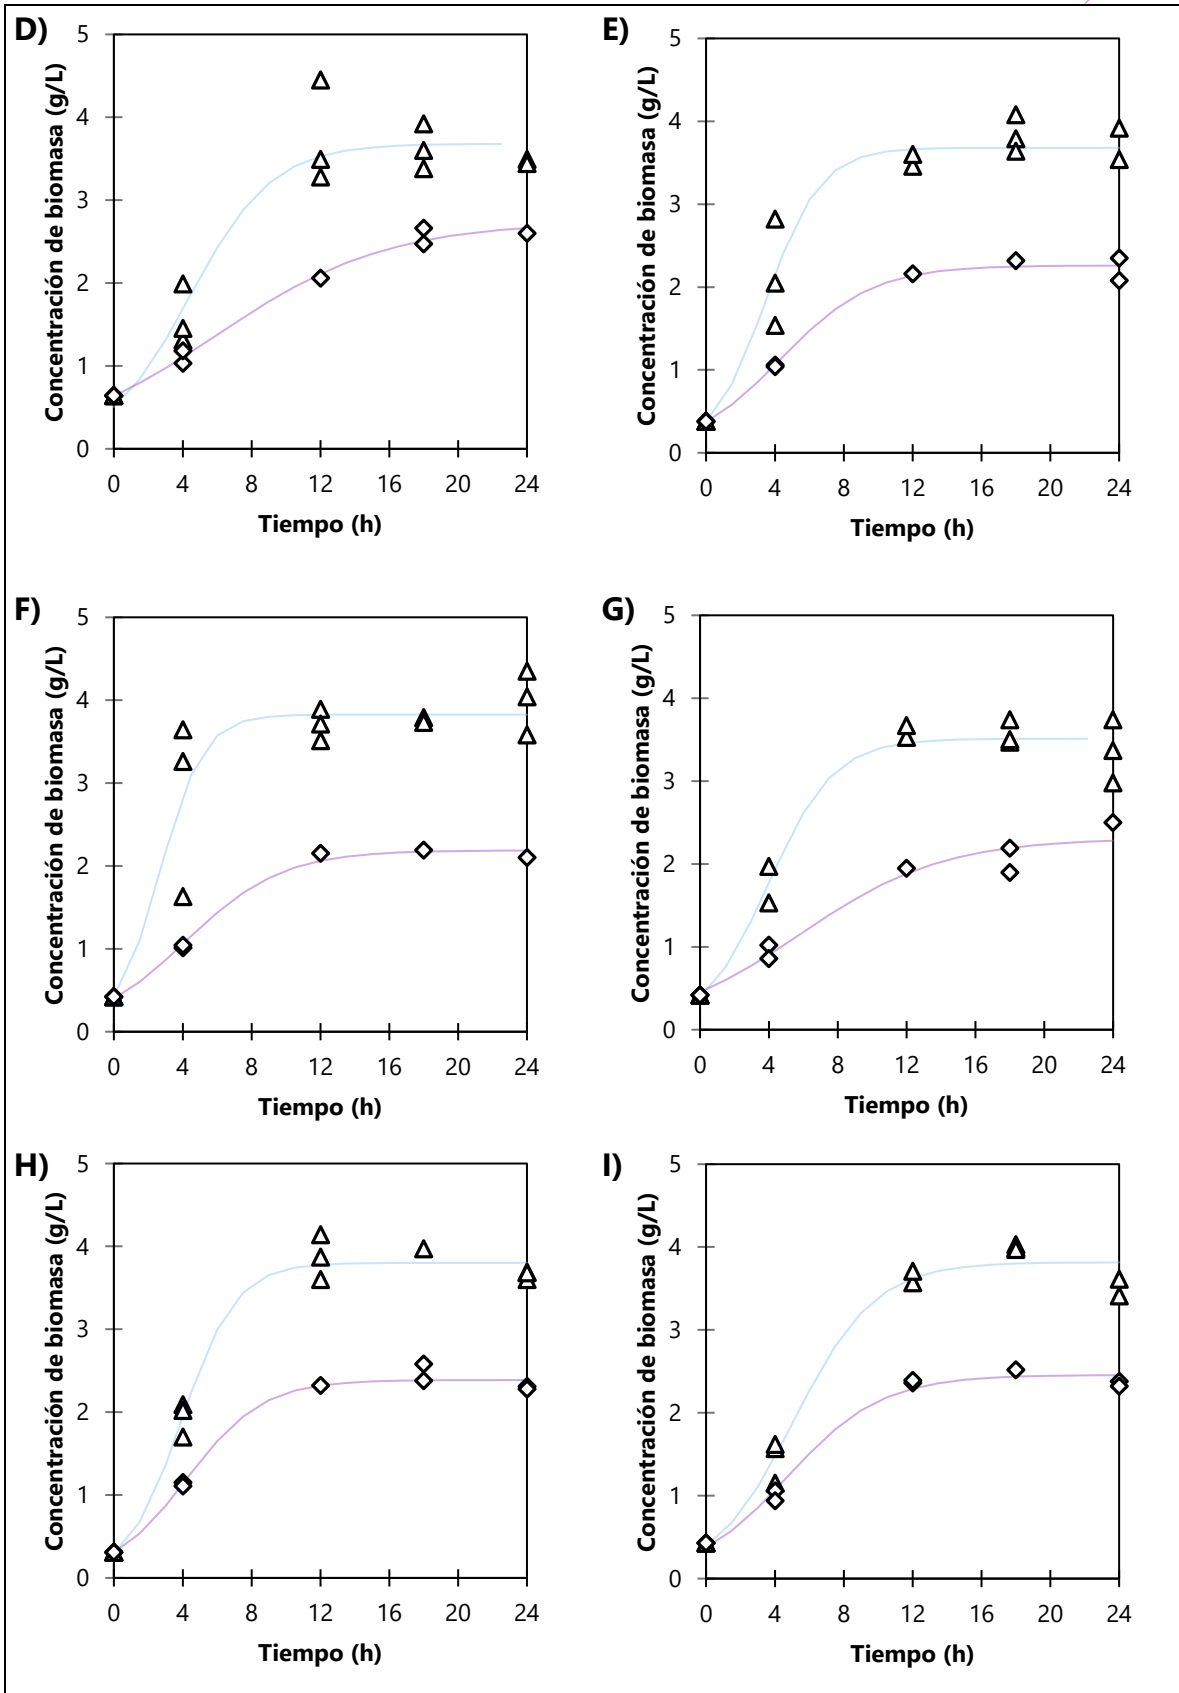 D)
Concentración de biomasa (g/L)
5
4
3
2
1
0
0 4 8 12 16 20 24
Tiempo (h)
E)
Concentración de biomasa (g/L)
5
4
3
2
1
0
0 4 8 12 16 20 24
Tiempo (h)
F)
Concentración de biomasa (g/L)
5
4
3
2
1
0
0 4 8 12 16 20 24
Tiempo (h)
G)
Concentración de biomasa (g/L)
5
4
3
2
1
0
0 4 8 12 16 20 24
Tiempo (h)
H)
Concentración de biomasa (g/L)
5
4
3
2
1
0
0 4 8 12 16 20 24
Tiempo (h)
I)
Concentración de biomasa (g/L)
5
4
3
2
1
0
0 4 8 12 16 20 24
Tiempo (h)